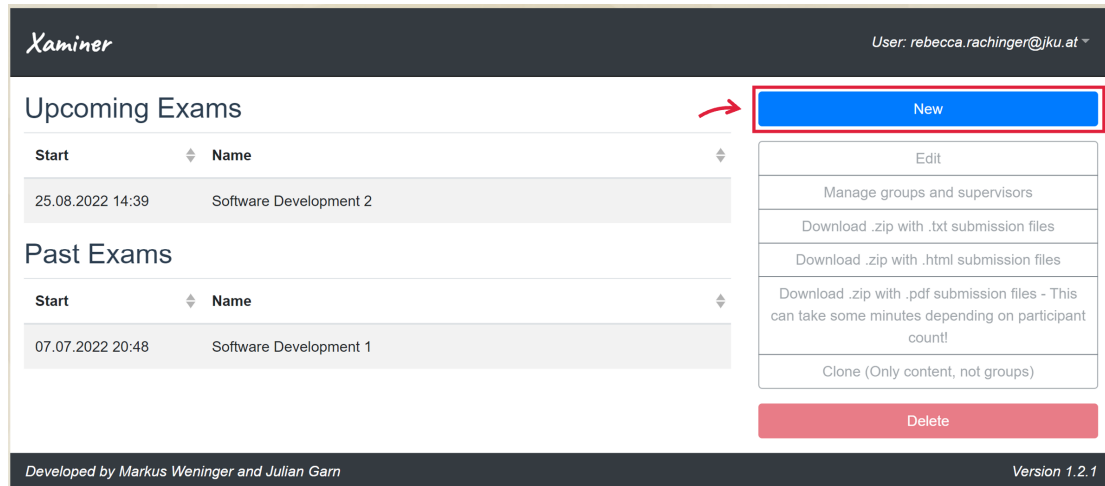 Xaminer
User: rebecca.rachinger@jku.at
Upcoming Exams
Start Name
25.08.2022 14:39 Software Development 2
Past Exams
Start Name
07.07.2022 20:48 Software Development 1
New
Edit
Manage groups and supervisors
Download .zip with .txt submission files
Download .zip with .html submission files
Download .zip with .pdf submission files - This
can take some minutes depending on participant
count!
Clone (Only content, not groups)
Delete
Developed by Markus Weninger and Julian Garn
Version 1.2.1